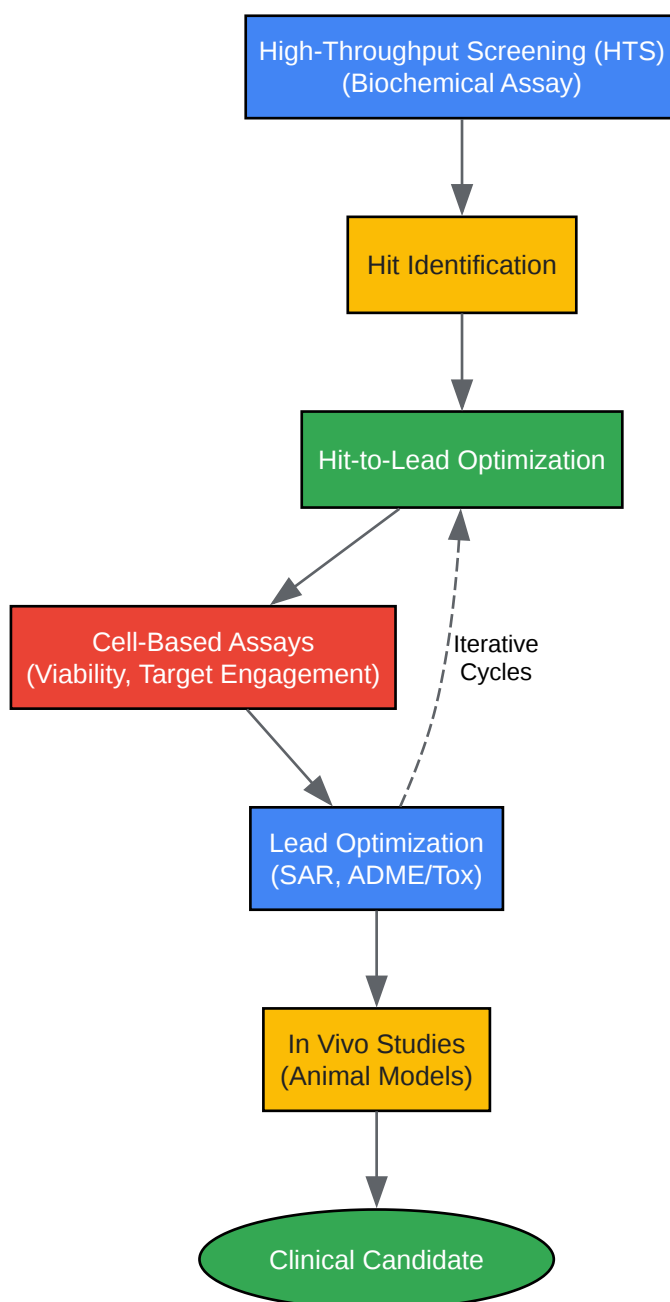 High-Throughput Screening (HTS)
(Biochemical Assay)
Hit Identification
Hit-to-Lead Optimization
Cell-Based Assays
(Viability, Target Engagement)
Iterative
Cycles
Lead Optimization
(SAR, ADME/Tox)
In Vivo Studies
(Animal Models)
Clinical Candidate